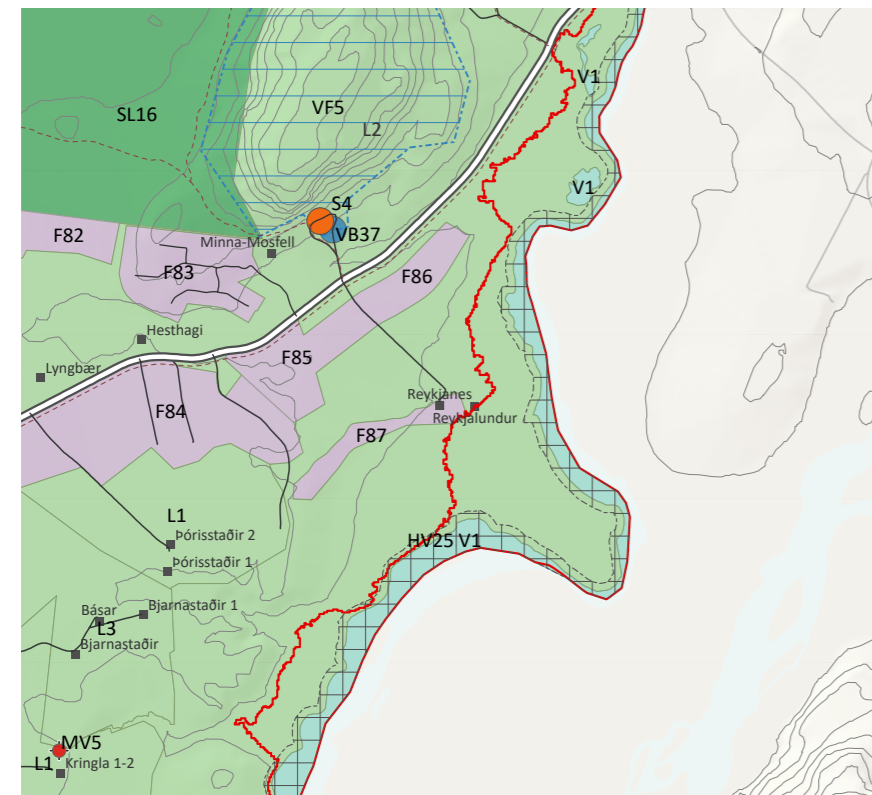 V1
VF5
SL16
L2
V1
S4
VB37
F82
Minna-Mosfell
F83
F86
Hesthagi
F85
Lyngbær
Reykjanes
F84
Reykjalundur
F87
L1
Þórisstaðir 2
HV25 V1
Þórisstaðir 1
Básar
Bjarnastaðir 1
L3
Bjarnastaðir
MV5
L1
Kringla 1-2